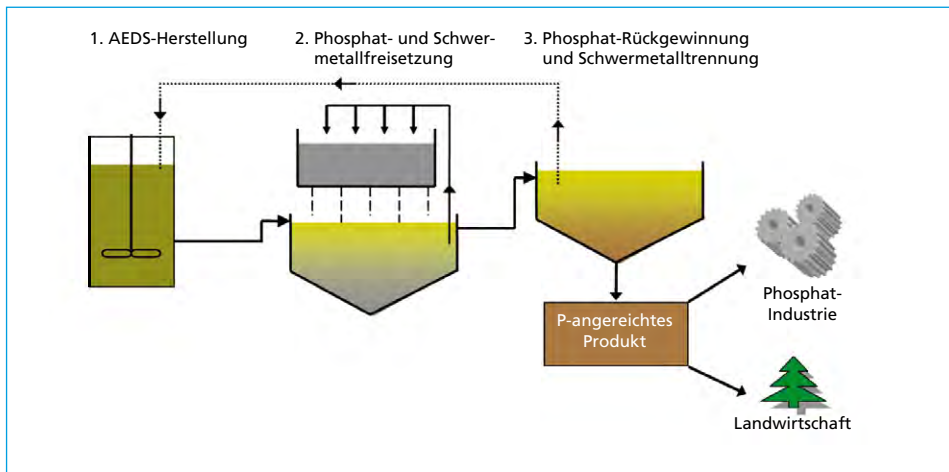 1. AEDS-Herstellung
2. Phosphat- und Schwer-
metallfreisetzung
3. Phosphat-Rückgewinnung
und Schwermetalltrennung
P-angereichtes
Produkt
Phosphat-
Industrie
Landwirtschaft